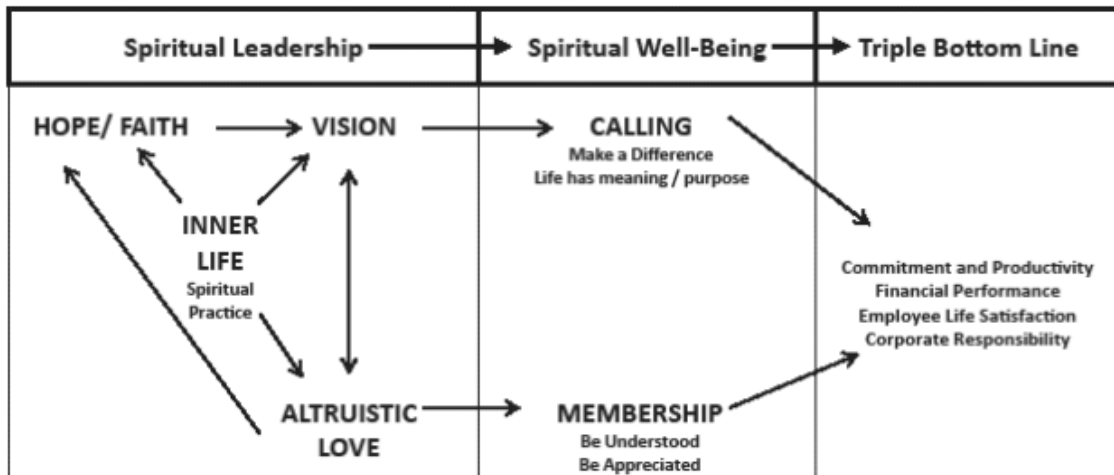 Spiritual Leadership
Spiritual Well-Being
Triple Bottom Line
HOPE/ FAITH
VISION
CALLING
Make a Difference
Life has meaning / purpose
INNER
LIFE
Spiritual
Practice
Commitment and Productivity
Financial Performance
Employee Life Satisfaction
Corporate Responsibility
ALTRUISTIC
LOVE
MEMBERSHIP
Be Understood
Be Appreciated